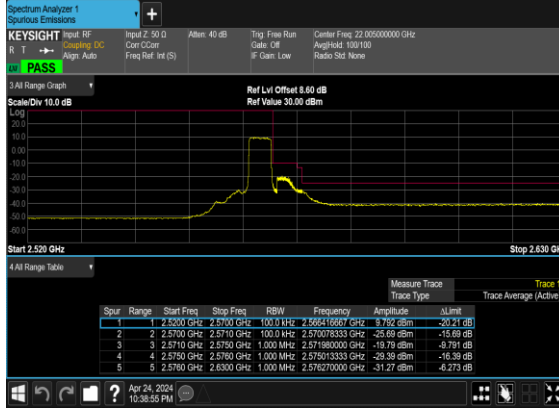 Spectrum Analyzer 1
Spurious Emissions
KEYSIGHT Input: RF Input Z: 50 Ω Atten: 40 dB Trig: Free Run Center Freq: 22.005000000 GHz
R T Coupling: DC Corr CCorr Gate: Off Avg|Hold: 100/100
Align: Auto Freq Ref: Int (S) IF Gain: Low Radio Std: None
PASS
3 All Range Graph
Ref Lvl Offset 8.60 dB
Scale/Div 10.0 dB Ref Value 30.00 dBm
Log
20.0
10.0
0.00
-10.0
-20.0
-30.0
-40.0
-50.0
-60.0
Start 2.520 GHz Stop 2.630 GH
4 All Range Table
Measure Trace Trace 1
Trace Type Trace Average (Active
Spur Range Start Freq Stop Freq RBW Frequency Amplitude ΔLimit
1 1 2.5200 GHz 2.5700 GHz 100.0 kHz 2.566416667 GHz 9.792 dBm -20.21 dB
2 2 2.5700 GHz 2.5710 GHz 100.0 kHz 2.570078333 GHz -25.69 dBm -15.69 dB
3 3 2.5710 GHz 2.5750 GHz 1.000 MHz 2.571980000 GHz -19.79 dBm -9.791 dB
4 4 2.5750 GHz 2.5760 GHz 1.000 MHz 2.575013333 GHz -29.39 dBm -16.39 dB
5 5 2.5760 GHz 2.6300 GHz 1.000 MHz 2.576270000 GHz -31.27 dBm -6.273 dB
Apr 24, 2024
10:38:55 PM